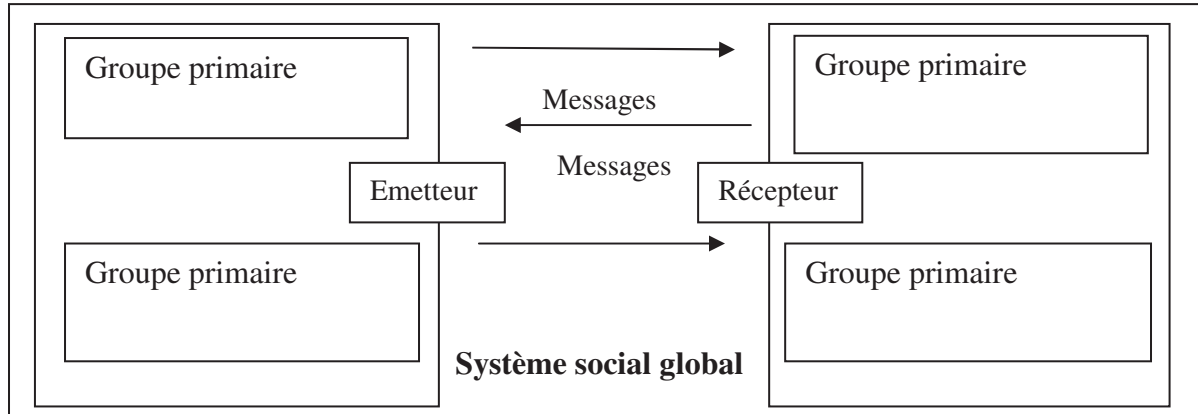 Groupe primaire
Groupe primaire
Messages
Messages
Emetteur
Récepteur
Groupe primaire
Groupe primaire
Système social global